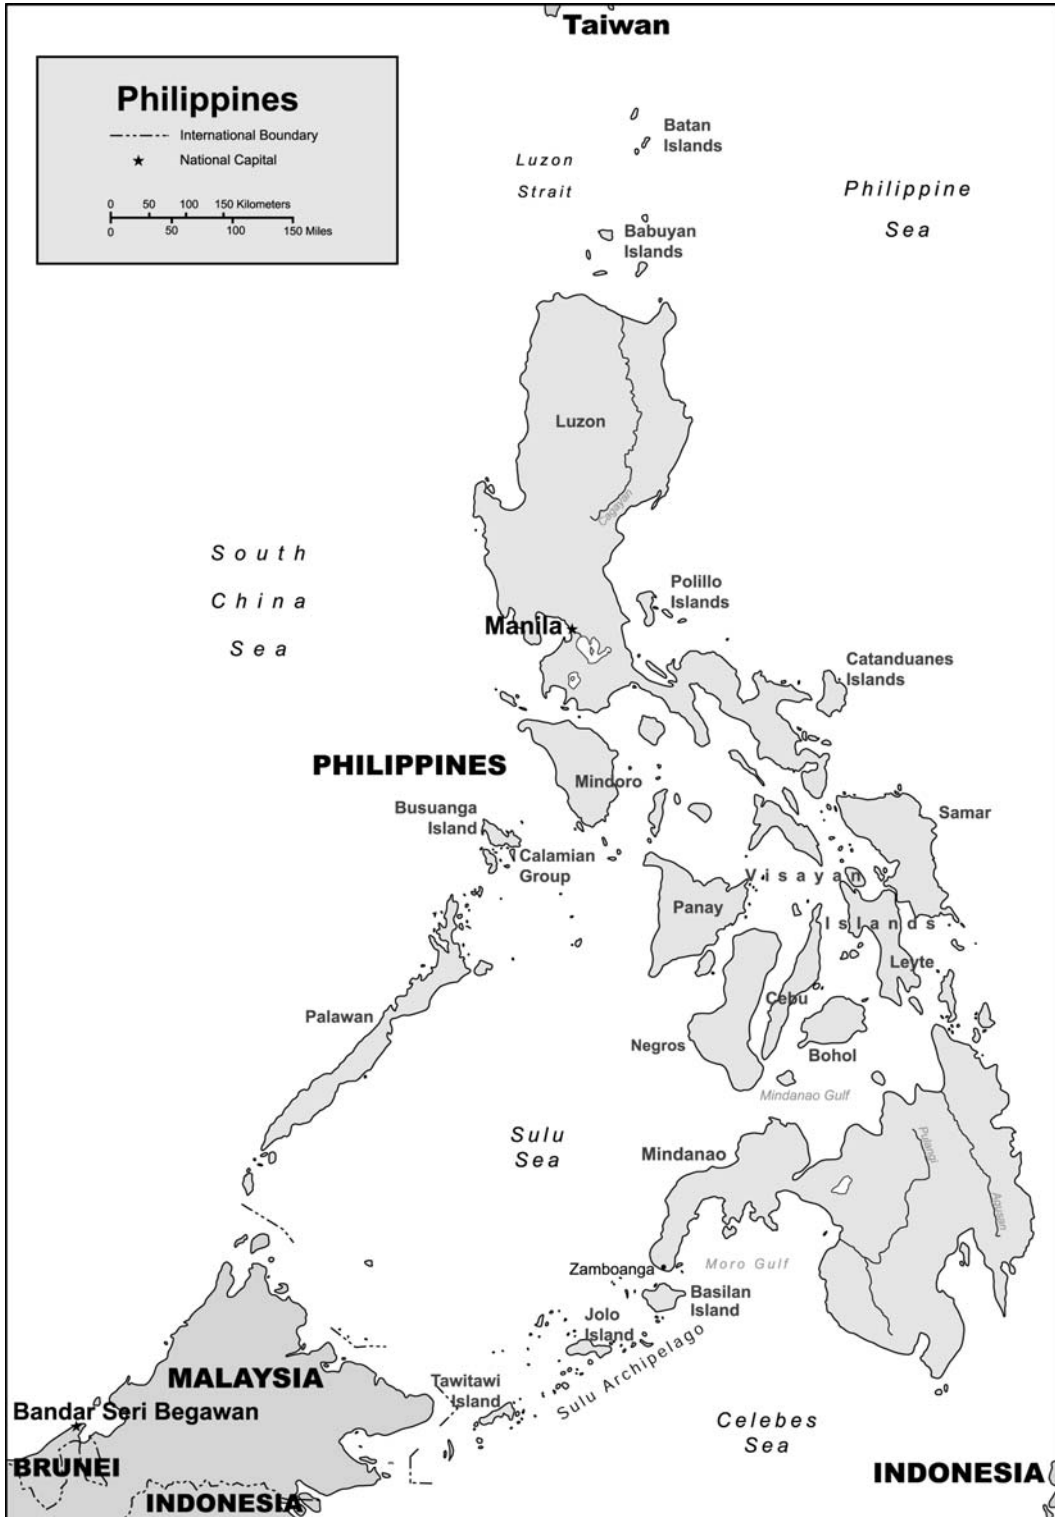 Taiwan
Philippines
International Boundary
National Capital
0 50 100 150 Kilometers
0 50 100 150 Miles
Batan
Islands
Luzon
Strait
Philippine
Sea
Babuyan
Islands
Luzon
Cagayan
South
China
Sea
Polillo
Islands
Manila
Catanduanes
Islands
PHILIPPINES
Mindoro
Busuanga
Island
Samar
Calamian
Group
Visayan
Islands
Panay
Leyte
Cebu
Palawan
Negros
Bohol
Mindanao Gulf
Sulu
Sea
Mindanao
Pulangi
Agusan
Zamboanga
Moro Gulf
Basilan
Island
Jolo
Island
Sulu Archipelago
MALAYSIA
Tawitawi
Island
Bandar Seri Begawan
Celebes
Sea
BRUNEI
INDONESIA
INDONESIA